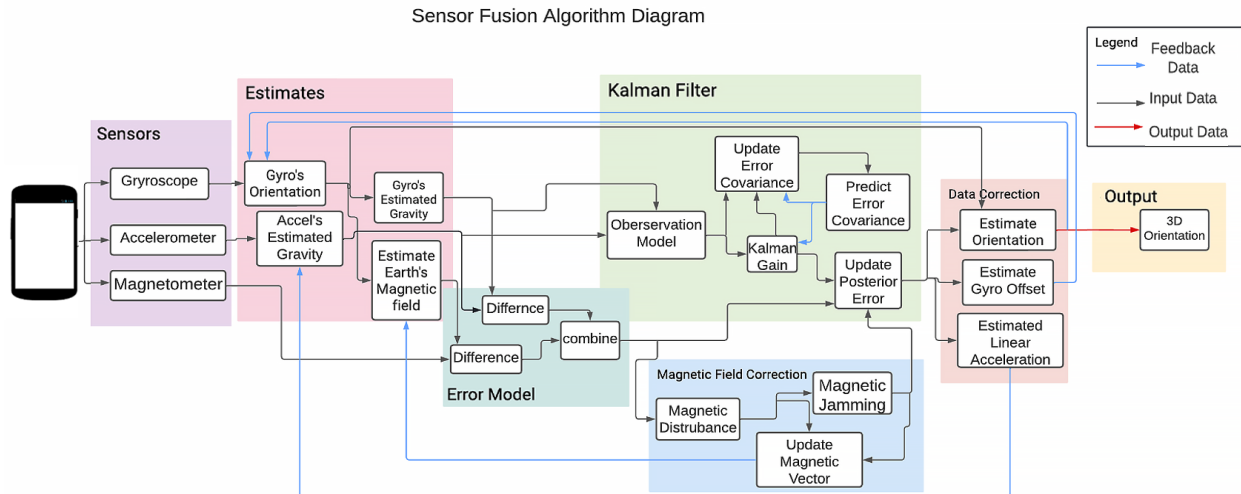 Sensor Fusion Algorithm Diagram
Legend
Feedback
Data
Input Data
Output Data
Sensors
Gryroscope
Accelerometer
Magnetometer
Estimates
Gyro's
Orientation
Gyro's
Estimated
Gravity
Accel's
Estimated
Gravity
Estimate
Earth's
Magnetic
field
Differnce
Difference
combine
Error Model
Kalman Filter
Update
Error
Covariance
Predict
Error
Covariance
Oberservation
Model
Kalman
Gain
Update
Posterior
Error
Magnetic Field Correction
Magnetic
Distrubance
Magnetic
Jamming
Update
Magnetic
Vector
Data Correction
Estimate
Orientation
Estimate
Gyro Offset
Estimated
Linear
Acceleration
Output
3D
Orientation